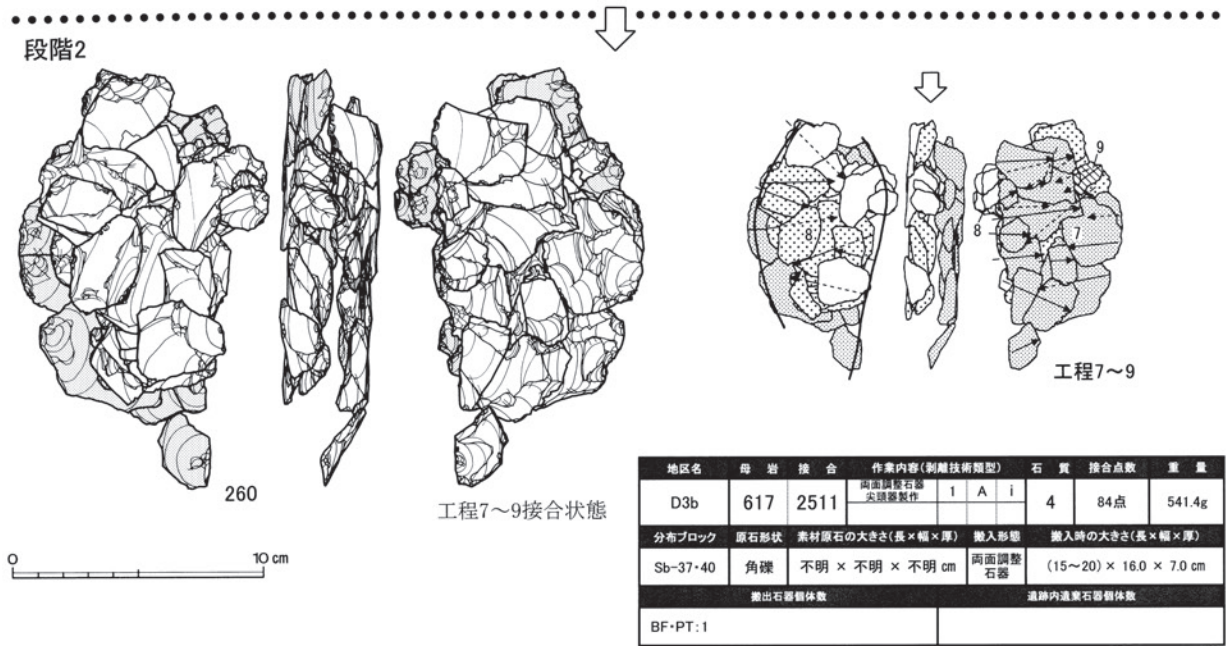 段階2
260
工程7～9接合状態
0 10 cm
8
8
7
9
工程7～9
地区名 母岩 接合 作業内容(剥離技術類型) 石質 接合点数 重量
D3b 617 2511 両面調整石器 尖頭器製作 1 A i 4 84点 541.4g
分布ブロック 原石形状 素材原石の大きさ(長×幅×厚) 搬入形態 搬入時の大きさ(長×幅×厚)
Sb-37・40 角礫 不明 × 不明 × 不明 cm 両面調整石器 (15～20) × 16.0 × 7.0 cm
搬出石器個体数 遺跡内遺棄石器個体数
BF・PT:1